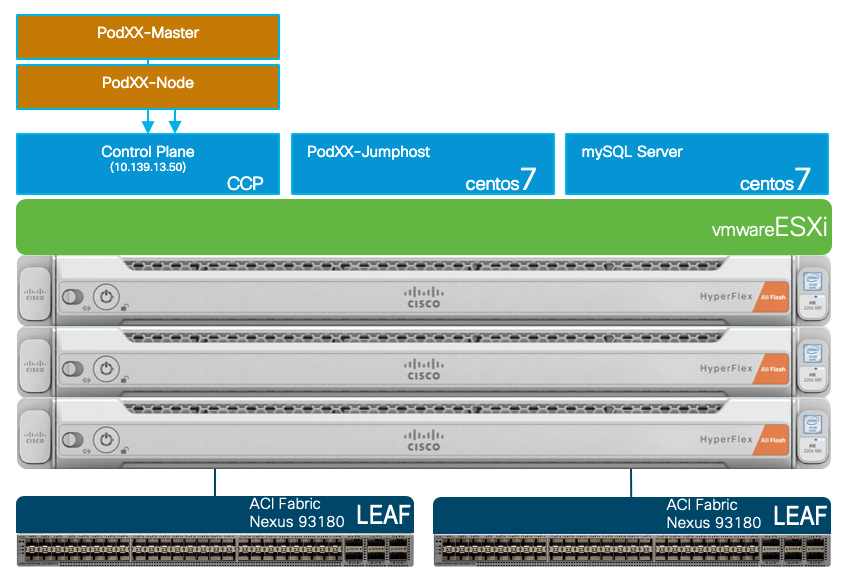 PodXX-Master
PodXX-Node
Control Plane
(10.139.13.50)
CCP
PodXX-Jumphost
centos7
mySQL Server
centos7
vmwareESXi
CISCO
CISCO
HyperFlex
All Flash
CISCO
CISCO
HyperFlex
All Flash
CISCO
CISCO
HyperFlex
All Flash
ACI Fabric
Nexus 93180
LEAF
ACI Fabric
Nexus 93180
LEAF